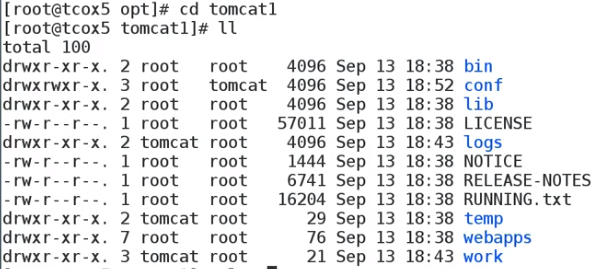 [root@tcox5 opt]# cd tomcat1
[root@tcox5 tomcat1]# ll
total 100
drwxr-xr-x. 2 root   root    4096 Sep 13 18:38 bin
drwxrwxr-x. 3 root   tomcat  4096 Sep 13 18:52 conf
drwxr-xr-x. 2 root   root    4096 Sep 13 18:38 lib
-rw-r--r--. 1 root   root   57011 Sep 13 18:38 LICENSE
drwxr-xr-x. 2 tomcat root    4096 Sep 13 18:43 logs
-rw-r--r--. 1 root   root    1444 Sep 13 18:38 NOTICE
-rw-r--r--. 1 root   root    6741 Sep 13 18:38 RELEASE-NOTES
-rw-r--r--. 1 root   root   16204 Sep 13 18:38 RUNNING.txt
drwxr-xr-x. 2 tomcat root      29 Sep 13 18:38 temp
drwxr-xr-x. 7 root   root      76 Sep 13 18:38 webapps
drwxr-xr-x. 3 tomcat root      21 Sep 13 18:43 work